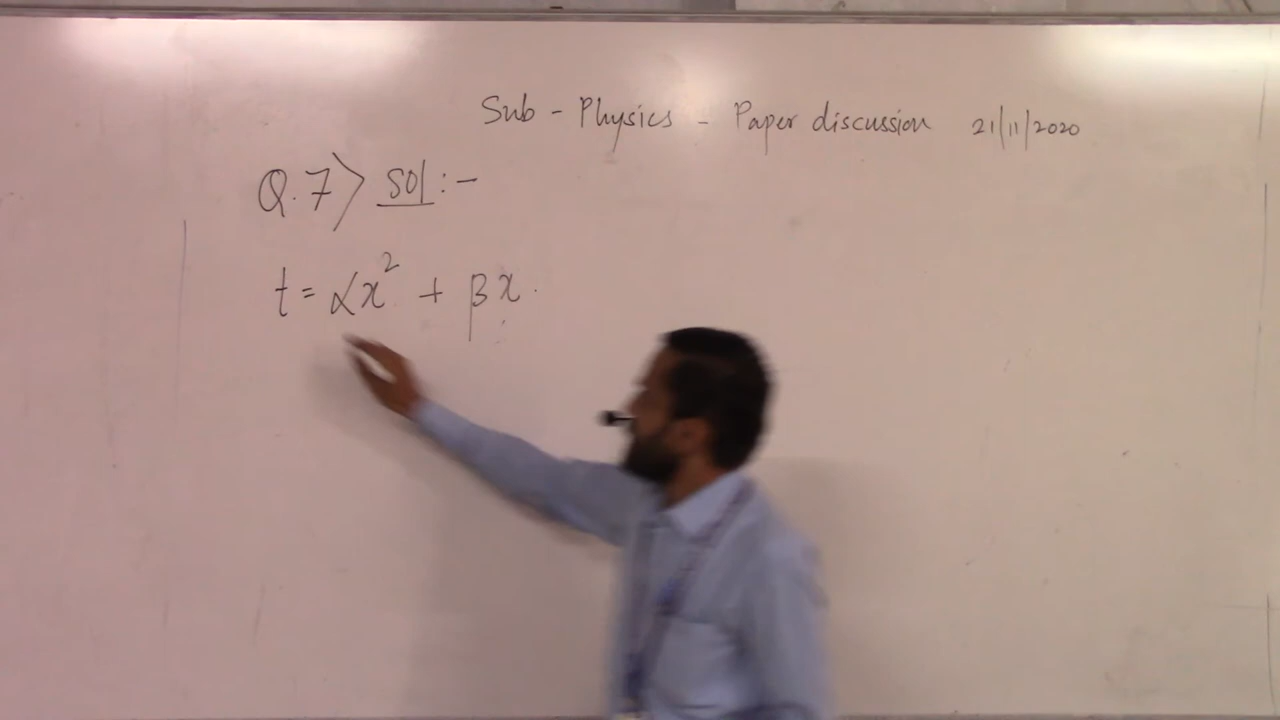 Sub - Physics - Paper discussion 21/11/2020
Q.7> sol :-
t = αx² + βx.